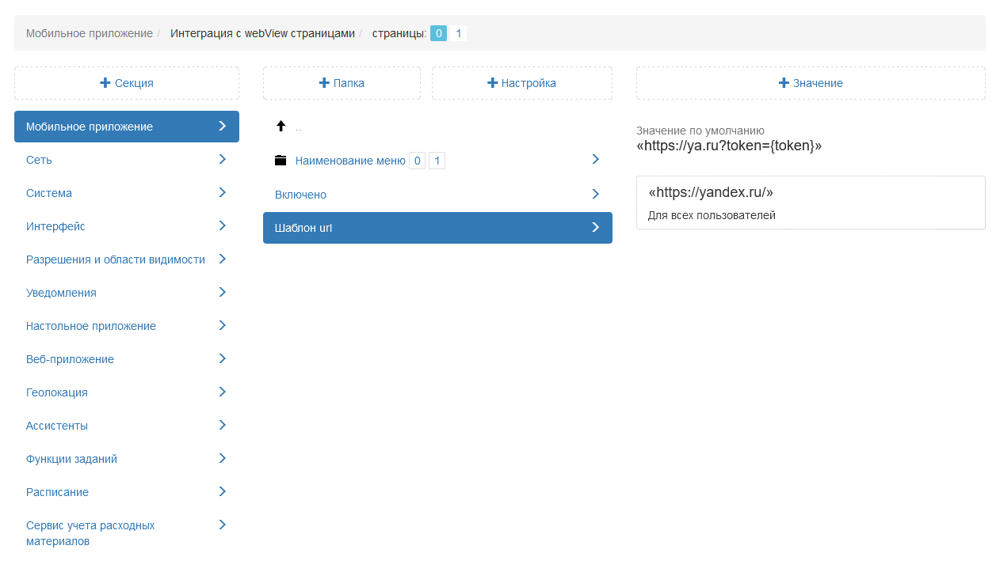 Мобильное приложение / Интеграция с webView страницами / страницы: 0 1
Секция
Папка
Настройка
Значение
Мобильное приложение
Сеть
Система
Интерфейс
Разрешения и области видимости
Уведомления
Настольное приложение
Веб-приложение
Геолокация
Ассистенты
Функции заданий
Расписание
Сервис учета расходных
материалов
..
Наименование меню 0 1
Включено
Шаблон url
Значение по умолчанию
«https://ya.ru?token={token}»
«https://yandex.ru/»
Для всех пользователей